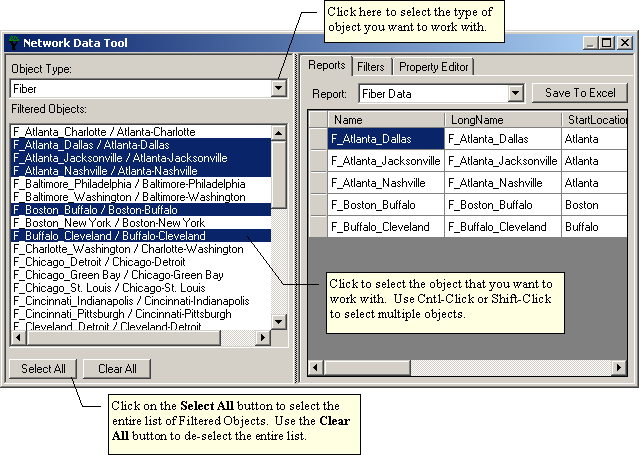 Click here to select the type of
object you want to work with.
Network Data Tool
Object Type:
Fiber
Filtered Objects:
F_Atlanta_Charlotte / Atlanta-Charlotte
F_Atlanta_Dallas / Atlanta-Dallas
F_Atlanta_Jacksonville / Atlanta-Jacksonville
F_Atlanta_Nashville / Atlanta-Nashville
F_Baltimore_Philadelphia / Baltimore-Philadelphia
F_Baltimore_Washington / Baltimore-Washington
F_Boston_Buffalo / Boston-Buffalo
F_Boston_New York / Boston-New York
F_Buffalo_Cleveland / Buffalo-Cleveland
F_Charlotte_Washington / Charlotte-Washington
F_Chicago_Detroit / Chicago-Detroit
F_Chicago_Green Bay / Chicago-Green Bay
F_Chicago_St. Louis / Chicago-St. Louis
F_Cincinnati_Indianapolis / Cincinnati-Indianapolis
F_Cincinnati_Pittsburgh / Cincinnati-Pittsburgh
F_Cleveland_Detroit / Cleveland-Detroit
Select All Clear All
Reports Filters Property Editor
Report: Fiber Data Save To Excel
Name LongName StartLocation
F_Atlanta_Dallas F_Atlanta_Dallas Atlanta
F_Atlanta_Jacksonville F_Atlanta_Jacksonville Atlanta
F_Atlanta_Nashville F_Atlanta_Nashville Atlanta
F_Boston_Buffalo F_Boston_Buffalo Boston
F_Buffalo_Cleveland F_Buffalo_Cleveland Buffalo
Click to select the object that you want to
work with. Use Cntl-Click or Shift-Click
to select multiple objects.
Click on the Select All button to select the
entire list of Filtered Objects. Use the Clear
All button to de-select the entire list.